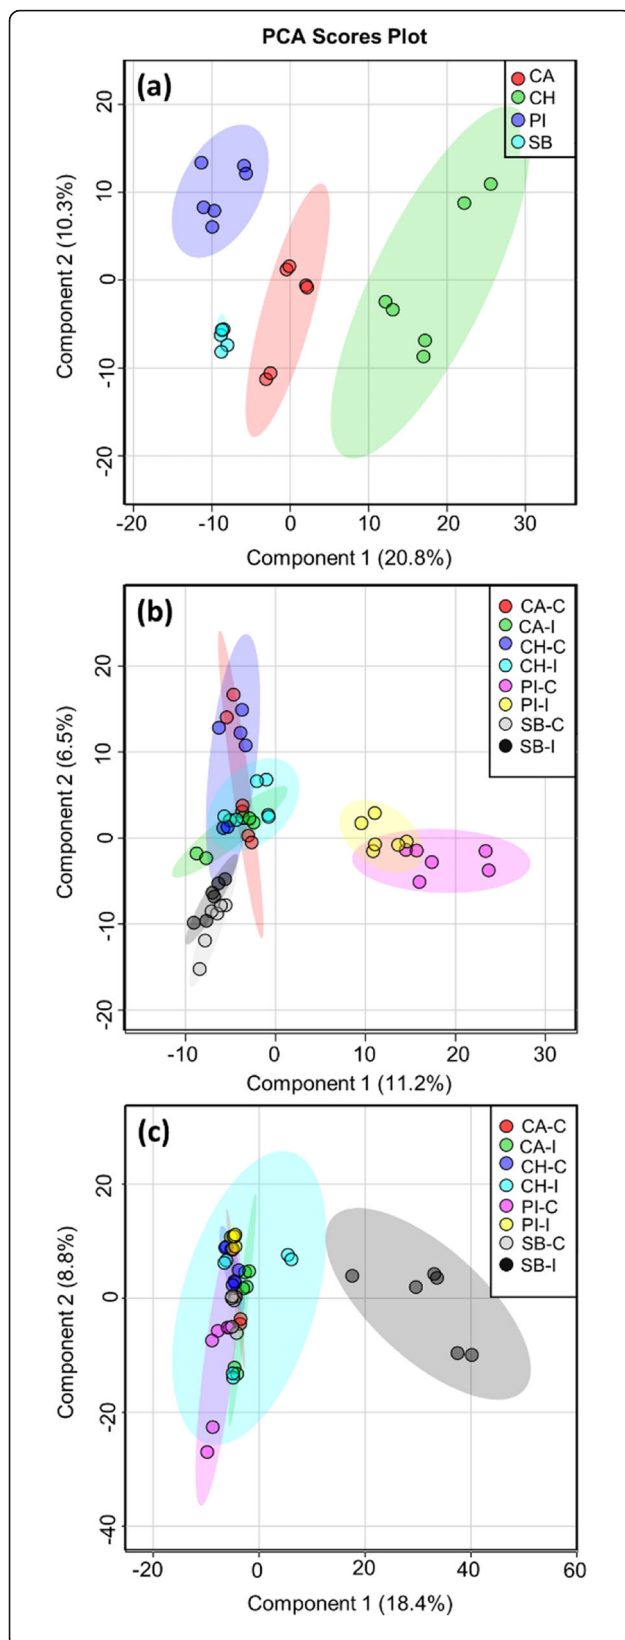 PCA Scores Plot
(a)
CA
CH
PI
SB
20
10
0
-10
-20
Component 2 (10.3%)
-20 -10 0 10 20 30
Component 1 (20.8%)
(b)
CA-C
CA-I
CH-C
CH-I
PI-C
PI-I
SB-C
SB-I
20
10
0
-10
-20
Component 2 (6.5%)
-10 0 10 20 30
Component 1 (11.2%)
(c)
CA-C
CA-I
CH-C
CH-I
PI-C
PI-I
SB-C
SB-I
20
0
-20
-40
Component 2 (8.8%)
-20 0 20 40 60
Component 1 (18.4%)